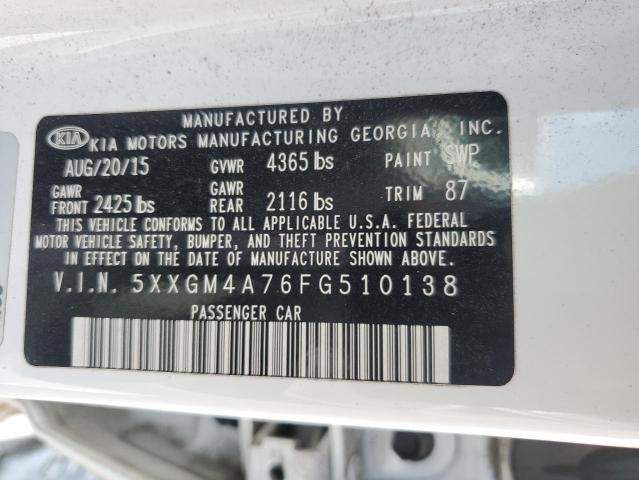 MANUFACTURED BY
KIA KIA MOTORS MANUFACTURING GEORGIA, INC.
AUG/20/15 GVWR 4365 lbs PAINT SWP
GAWR FRONT 2425 lbs GAWR REAR 2116 lbs TRIM 87
THIS VEHICLE CONFORMS TO ALL APPLICABLE U.S.A. FEDERAL
MOTOR VEHICLE SAFETY, BUMPER, AND THEFT PREVENTION STANDARDS
IN EFFECT ON THE DATE OF MANUFACTURE SHOWN ABOVE.
V.I.N. 5XXGM4A76FG510138
PASSENGER CAR